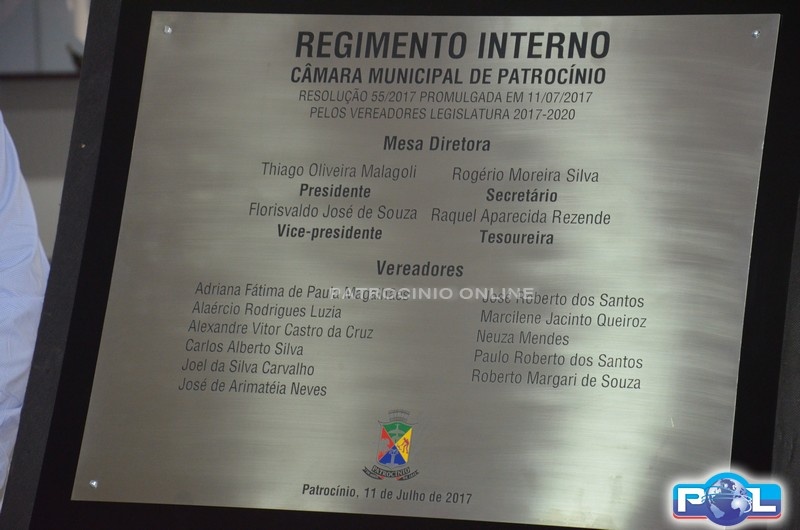 REGIMENTO INTERNO
CÂMARA MUNICIPAL DE PATROCÍNIO
RESOLUÇÃO 55/2017 PROMULGADA EM 11/07/2017
PELOS VEREADORES LEGISLATURA 2017-2020
Mesa Diretora
Thiago Oliveira Malagoli
Presidente
Florisvaldo José de Souza
Vice-presidente
Rogério Moreira Silva
Secretário
Raquel Aparecida Rezende
Tesoureira
Vereadores
Adriana Fátima de Paula Magalhães
Alaércio Rodrigues Luzia
Alexandre Vitor Castro da Cruz
Carlos Alberto Silva
Joel da Silva Carvalho
José de Arimatéia Neves
José Roberto dos Santos
Marcilene Jacinto Queiroz
Neuza Mendes
Paulo Roberto dos Santos
Roberto Margari de Souza
PATROCINIO ONLINE
PATROCÍNIO
Patrocínio, 11 de Julho de 2017
POL